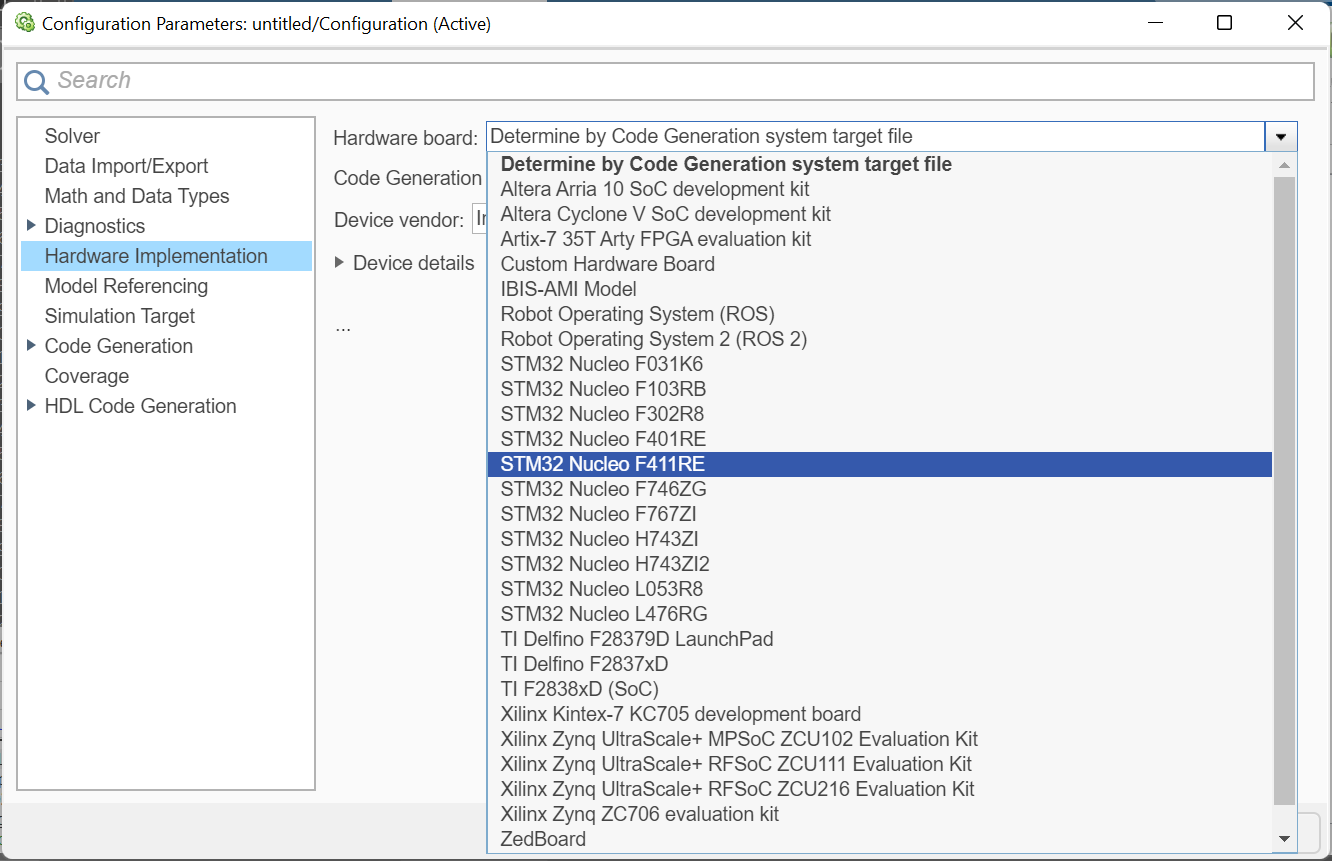 Configuration Parameters: untitled/Configuration (Active)
Search
Solver
Data Import/Export
Math and Data Types
Diagnostics
Hardware Implementation
Model Referencing
Simulation Target
Code Generation
Coverage
HDL Code Generation
Hardware board: Determine by Code Generation system target file
Code Generation
Device vendor: In
Device details
...
Determine by Code Generation system target file
Altera Arria 10 SoC development kit
Altera Cyclone V SoC development kit
Artix-7 35T Arty FPGA evaluation kit
Custom Hardware Board
IBIS-AMI Model
Robot Operating System (ROS)
Robot Operating System 2 (ROS 2)
STM32 Nucleo F031K6
STM32 Nucleo F103RB
STM32 Nucleo F302R8
STM32 Nucleo F401RE
STM32 Nucleo F411RE
STM32 Nucleo F746ZG
STM32 Nucleo F767ZI
STM32 Nucleo H743ZI
STM32 Nucleo H743ZI2
STM32 Nucleo L053R8
STM32 Nucleo L476RG
TI Delfino F28379D LaunchPad
TI Delfino F2837xD
TI F2838xD (SoC)
Xilinx Kintex-7 KC705 development board
Xilinx Zynq UltraScale+ MPSoC ZCU102 Evaluation Kit
Xilinx Zynq UltraScale+ RFSoC ZCU111 Evaluation Kit
Xilinx Zynq UltraScale+ RFSoC ZCU216 Evaluation Kit
Xilinx Zynq ZC706 evaluation kit
ZedBoard